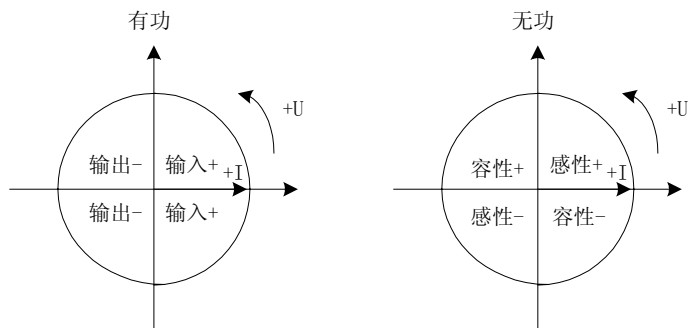 有功
无功
+U
+U
输出- 输入+ +I
容性+ 感性+ +I
输出- 输入+
感性- 容性-